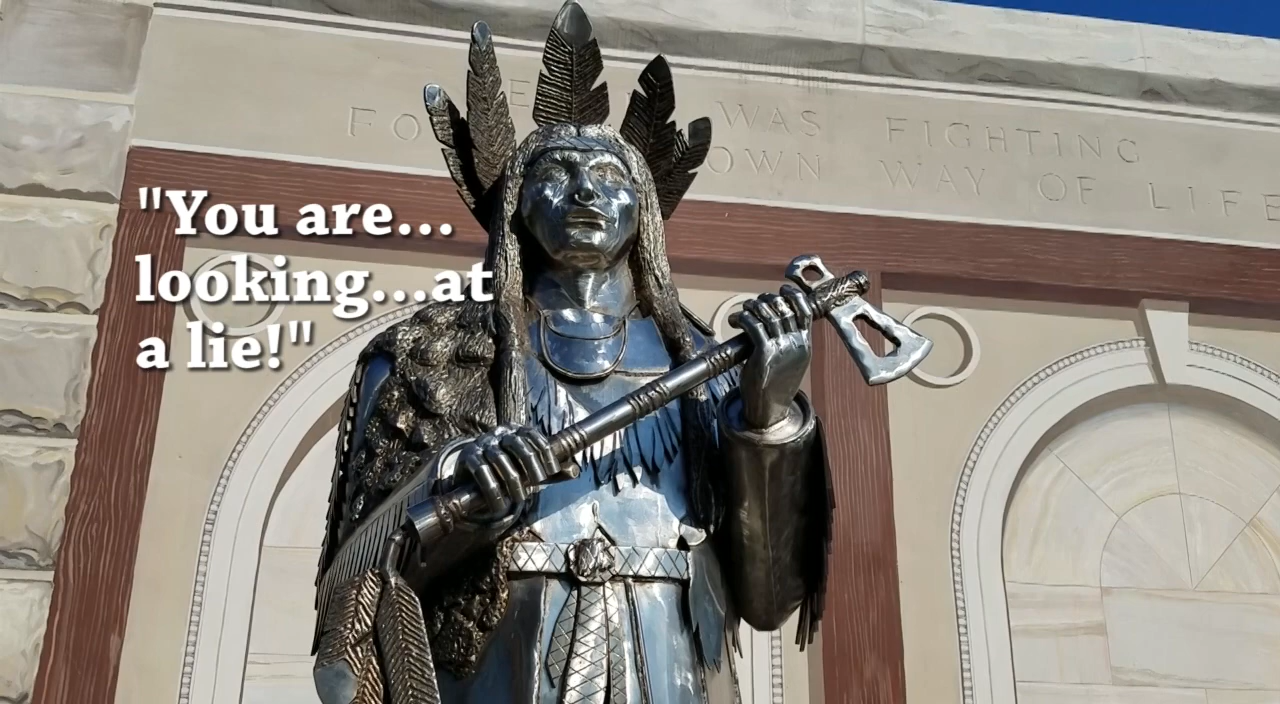 WAS FIGHTING
OWN WAY OF LIFE
"You are...
looking...at
a lie!"